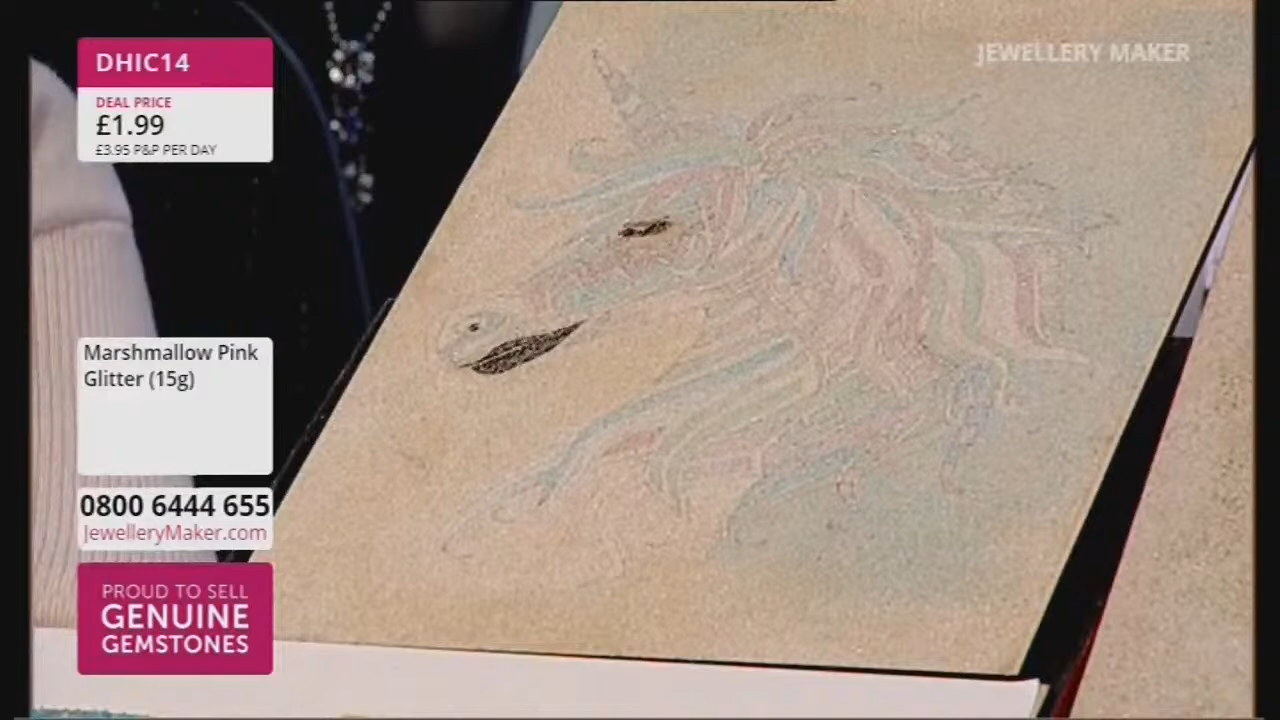 DHIC14
DEAL PRICE
£1.99
£3.95 P&P PER DAY
JEWELLERY MAKER
Marshmallow Pink
Glitter (15g)
0800 6444 655
JewelleryMaker.com
PROUD TO SELL
GENUINE
GEMSTONES